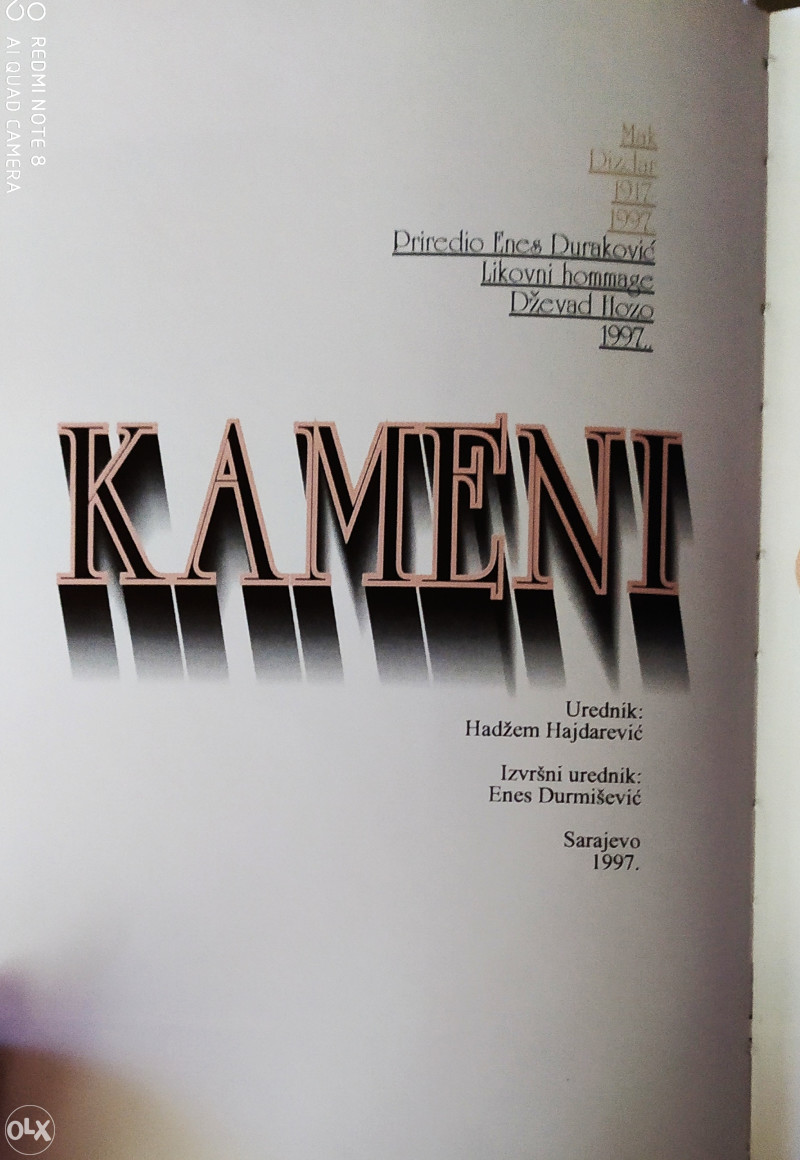 Mak
Dizdar
1917.
1997.
Priredio Enes Duraković
Likovni hommage
Dževad Hozo
1997..
KAMENI
Urednik:
Hadžem Hajdarević
Izvršni urednik:
Enes Durmišević
Sarajevo
1997.
REDMI NOTE 8
AI QUAD CAMERA
OLX